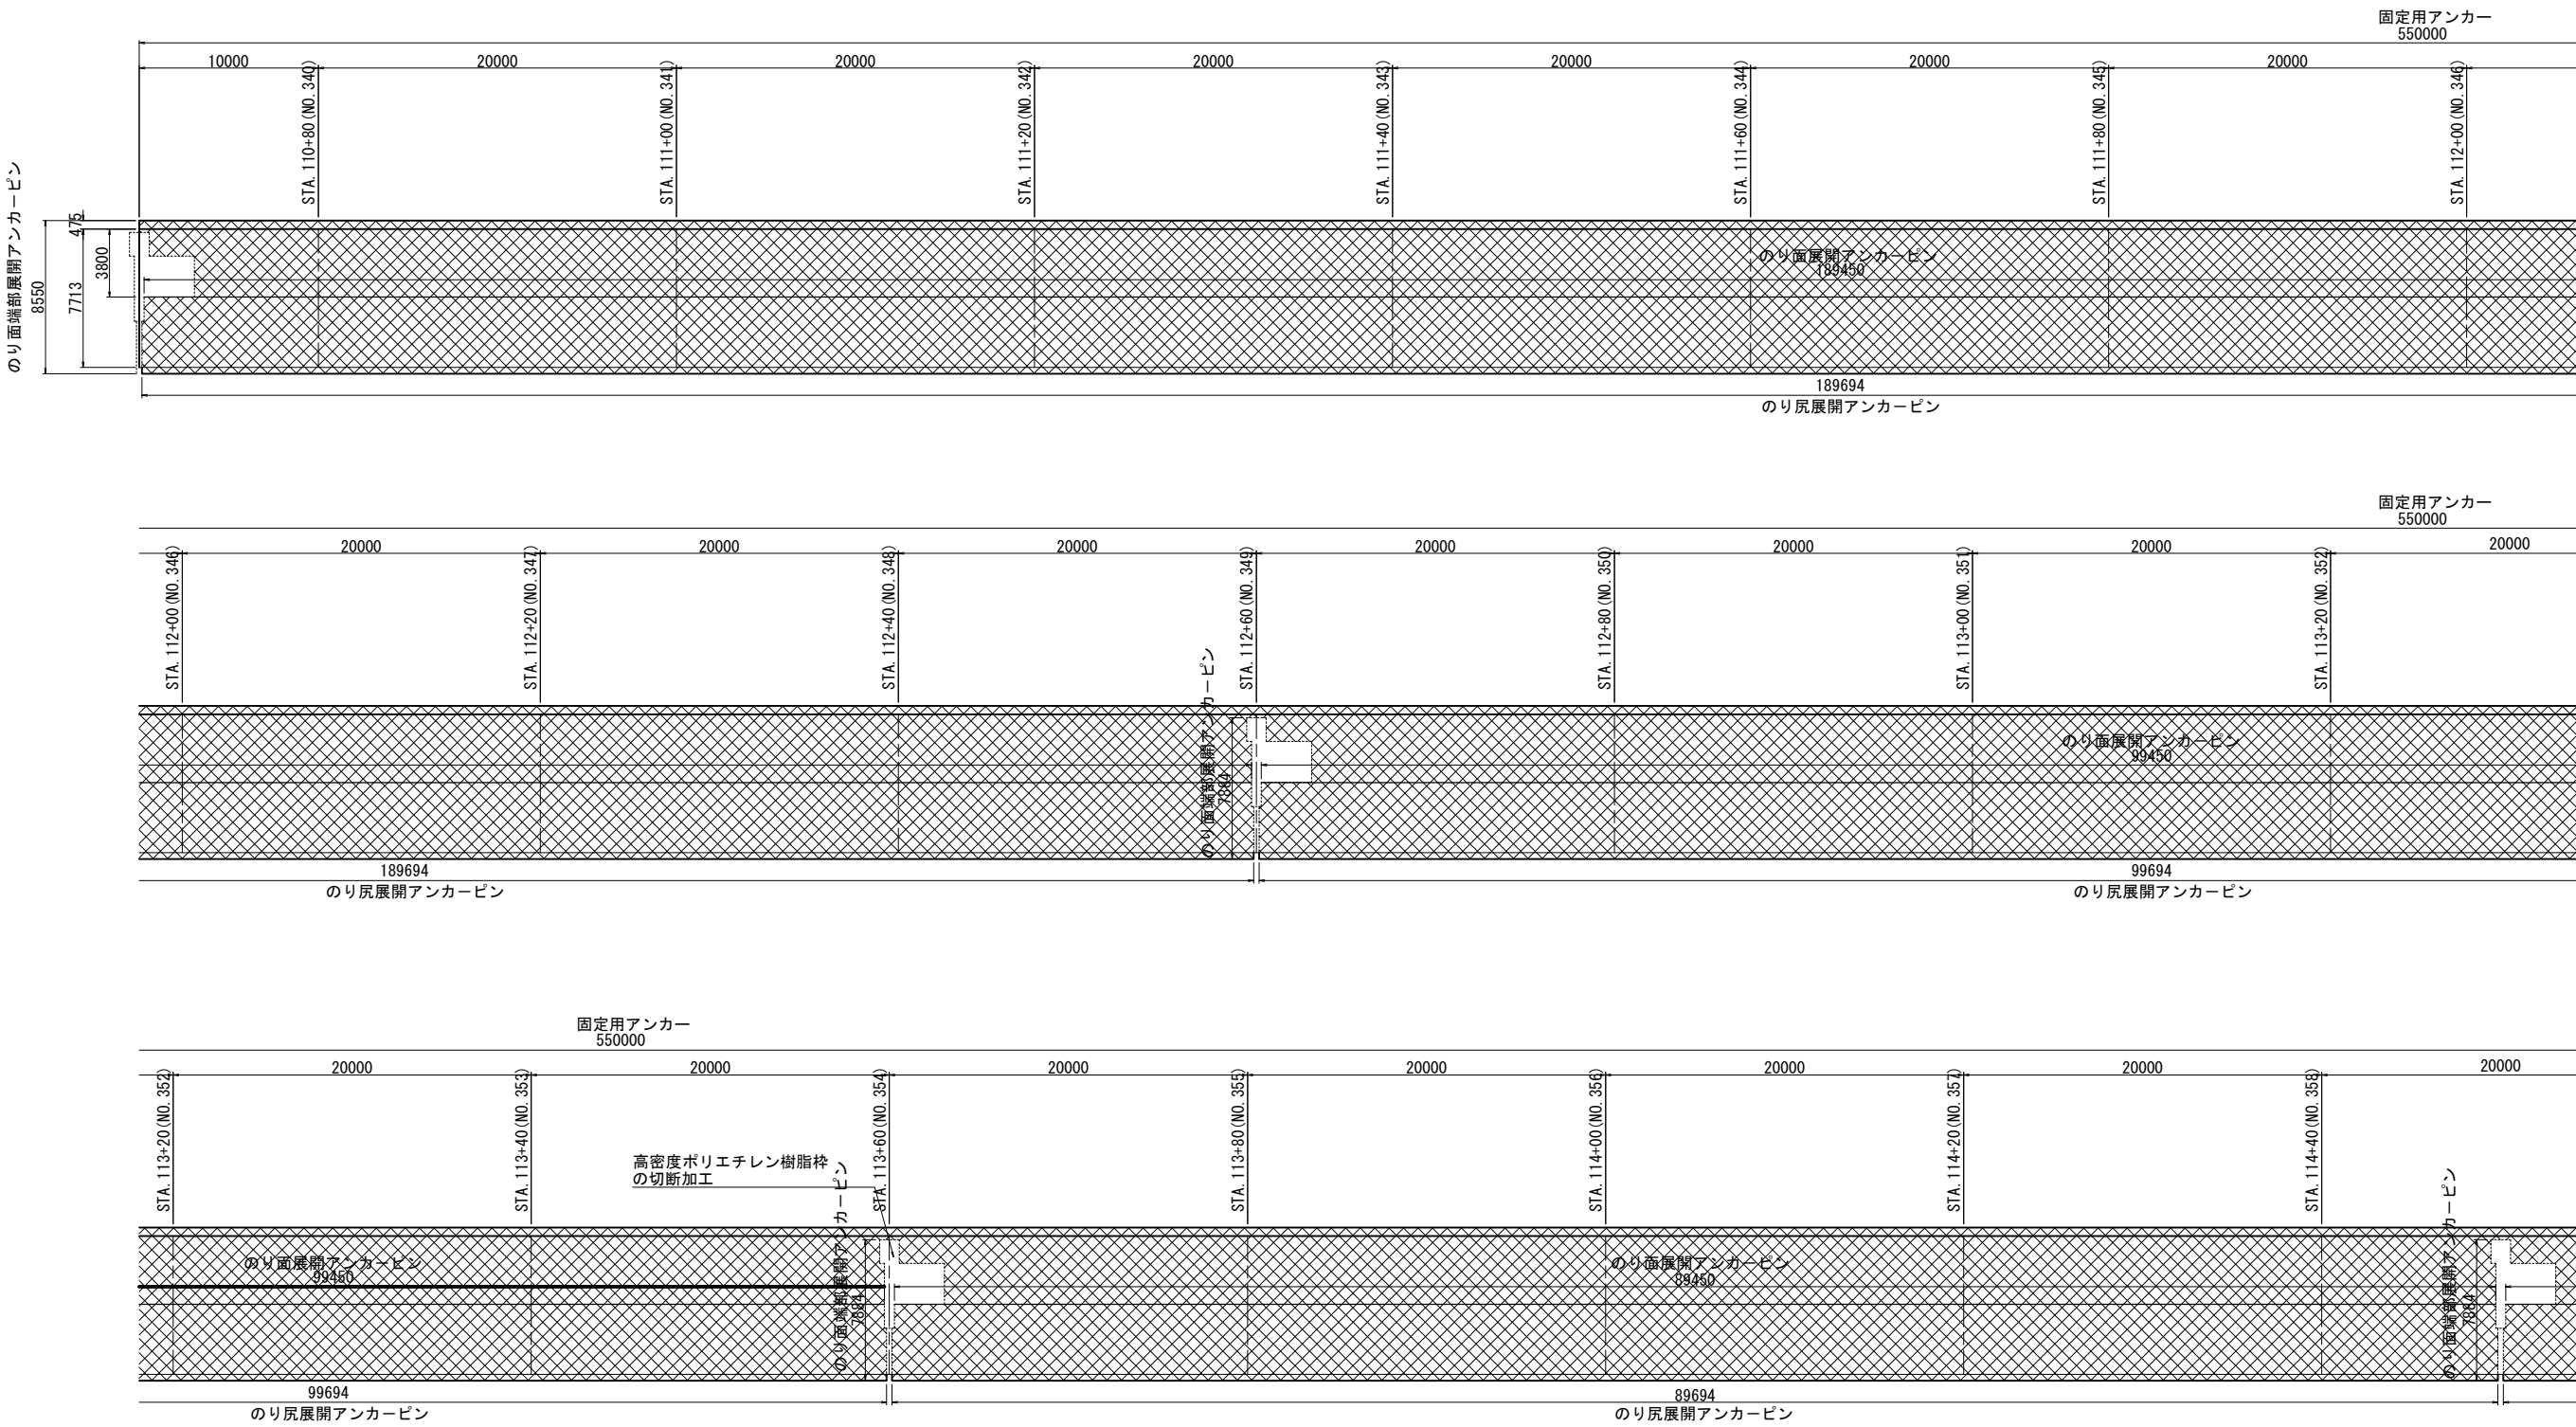 固定用アンカー
550000
10000
20000
20000
20000
20000
20000
20000
STA. 110+80(NO. 340)
STA. 111+00(NO. 341)
STA. 111+20(NO. 342)
STA. 111+40(NO. 343)
STA. 111+60(NO. 344)
STA. 111+80(NO. 345)
STA. 112+00(NO. 346)
のり面端部展開アンカーピン
8550
475
7713
3800
のり面展開アンカーピン
189450
189694
のり尻展開アンカーピン
固定用アンカー
550000
20000
20000
20000
20000
20000
20000
20000
STA. 112+00(NO. 346)
STA. 112+20(NO. 347)
STA. 112+40(NO. 348)
STA. 112+60(NO. 349)
STA. 112+80(NO. 350)
STA. 113+00(NO. 351)
STA. 113+20(NO. 352)
のり面端部展開アンカーピン
7884
のり面展開アンカーピン
99450
189694
のり尻展開アンカーピン
99694
のり尻展開アンカーピン
固定用アンカー
550000
20000
20000
20000
20000
20000
20000
20000
STA. 113+20(NO. 352)
STA. 113+40(NO. 353)
STA. 113+60(NO. 354)
STA. 113+80(NO. 355)
STA. 114+00(NO. 356)
STA. 114+20(NO. 357)
STA. 114+40(NO. 358)
高密度ポリエチレン樹脂枠
の切断加工
のり面展開アンカーピン
99450
のり面端部展開アンカーピン
7884
のり面展開アンカーピン
89450
のり面端部展開アンカーピン
7884
99694
のり尻展開アンカーピン
89694
のり尻展開アンカーピン